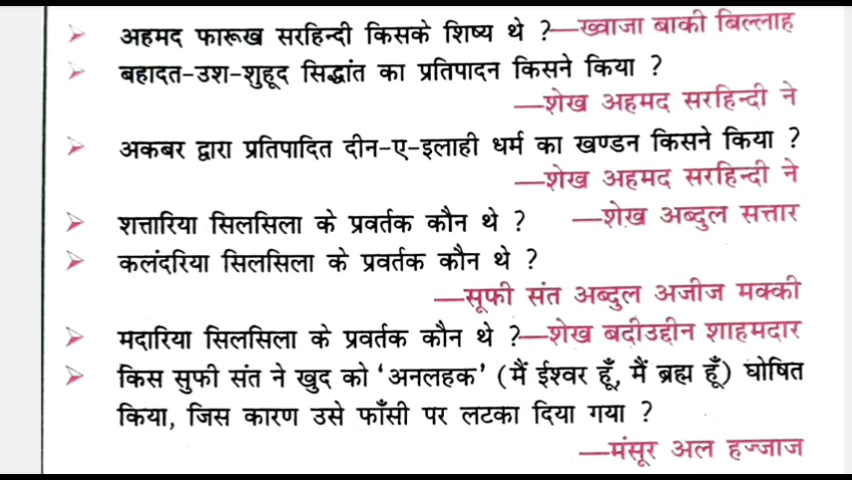 अहमद फारूख सरहिन्दी किसके शिष्य थे ?—ख्वाजा बाकी बिल्लाह
बहादत-उश-शुहूद सिद्धांत का प्रतिपादन किसने किया ?
—शेख अहमद सरहिन्दी ने
अकबर द्वारा प्रतिपादित दीन-ए-इलाही धर्म का खण्डन किसने किया ?
—शेख अहमद सरहिन्दी ने
शत्तारिया सिलसिला के प्रवर्तक कौन थे ? —शेख अब्दुल सत्तार
कलंदरिया सिलसिला के प्रवर्तक कौन थे ?
—सूफी संत अब्दुल अजीज मक्की
मदारिया सिलसिला के प्रवर्तक कौन थे ?—शेख बदीउद्दीन शाहमदार
किस सुफी संत ने खुद को ‘अनलहक’ (मैं ईश्वर हूँ, मैं ब्रह्म हूँ) घोषित
किया, जिस कारण उसे फाँसी पर लटका दिया गया ?
—मंसूर अल हज्जाज